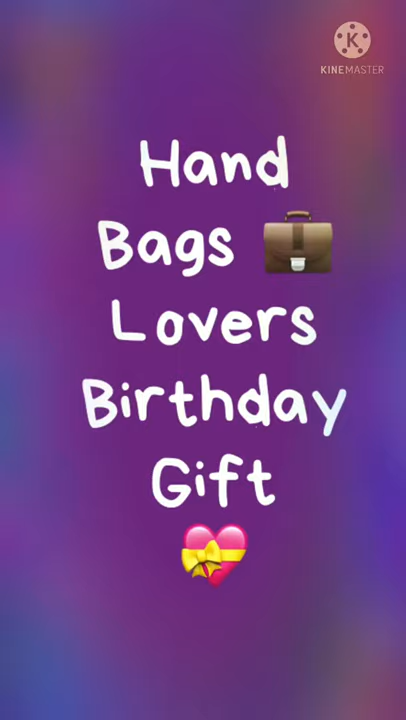 KINEMASTER
Hand
Bags 💼
Lovers
Birthday
Gift
💝